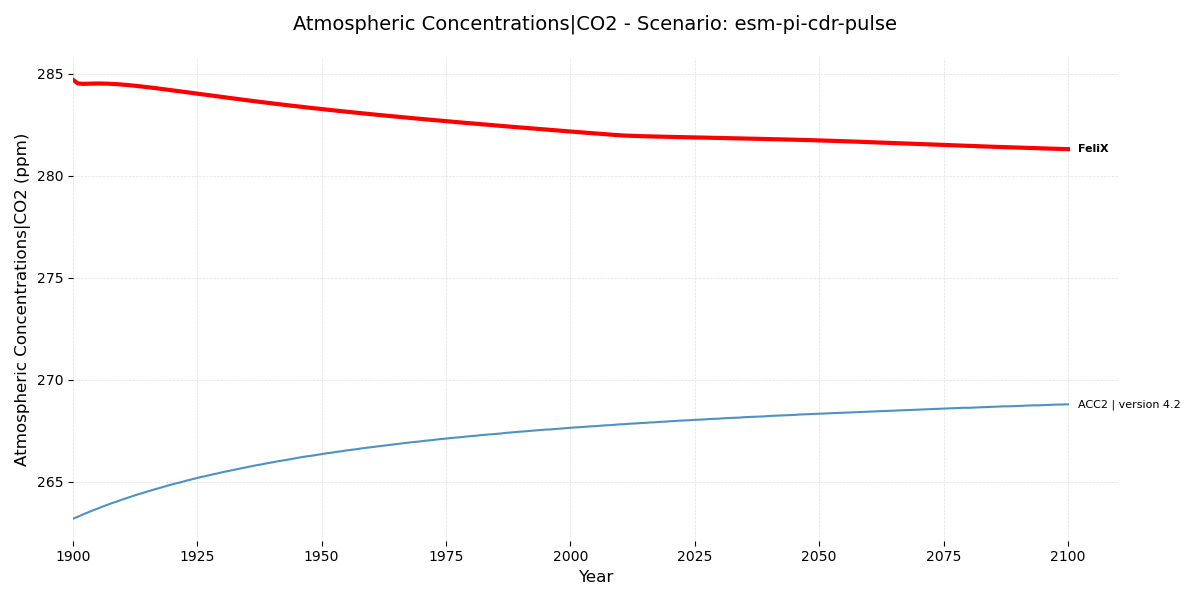 Atmospheric Concentrations|CO2 - Scenario: esm-pi-cdr-pulse
Atmospheric Concentrations|CO2 (ppm)
285
280
275
270
265
FeliX
ACC2 | version 4.2
1900 1925 1950 1975 2000 2025 2050 2075 2100
Year